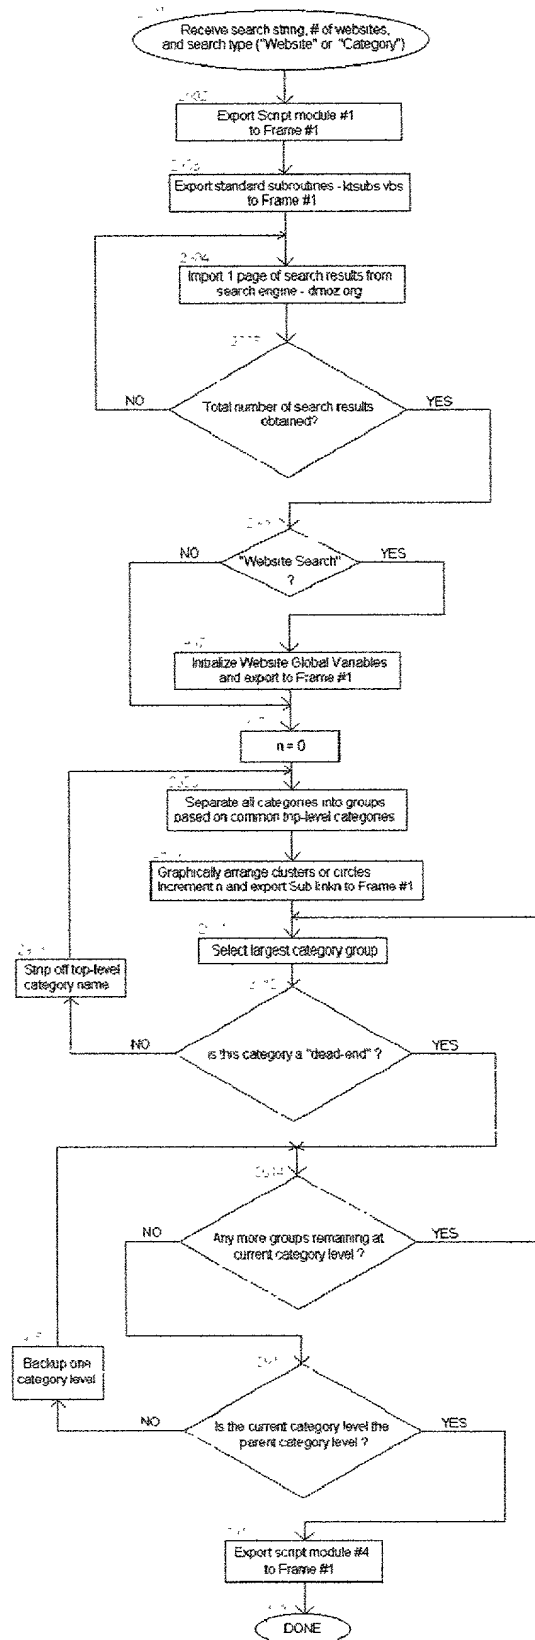 Receive search string, # of websites,
and search type ("Website" or "Category")
Export Script module #1
to Frame #1
Export standard subroutines - ktsubs vbs
to Frame #1
Import 1 page of search results from
search engine - dmoz org
NO
Total number of search results
obtained?
YES
NO
"Website Search"
?
YES
Initialize Website Global Variables
and export to Frame #1
n = 0
Separate all categories into groups
based on common top-level categories
Graphically arrange clusters or circles
Increment n and export Sub linkn to Frame #1
Select largest category group
Strip off top-level
category name
NO
is this category a "dead-end" ?
YES
NO
Any more groups remaining at
current category level ?
YES
Backup one
category level
NO
Is the current category level the
parent category level ?
YES
Export script module #4
to Frame #1
DONE